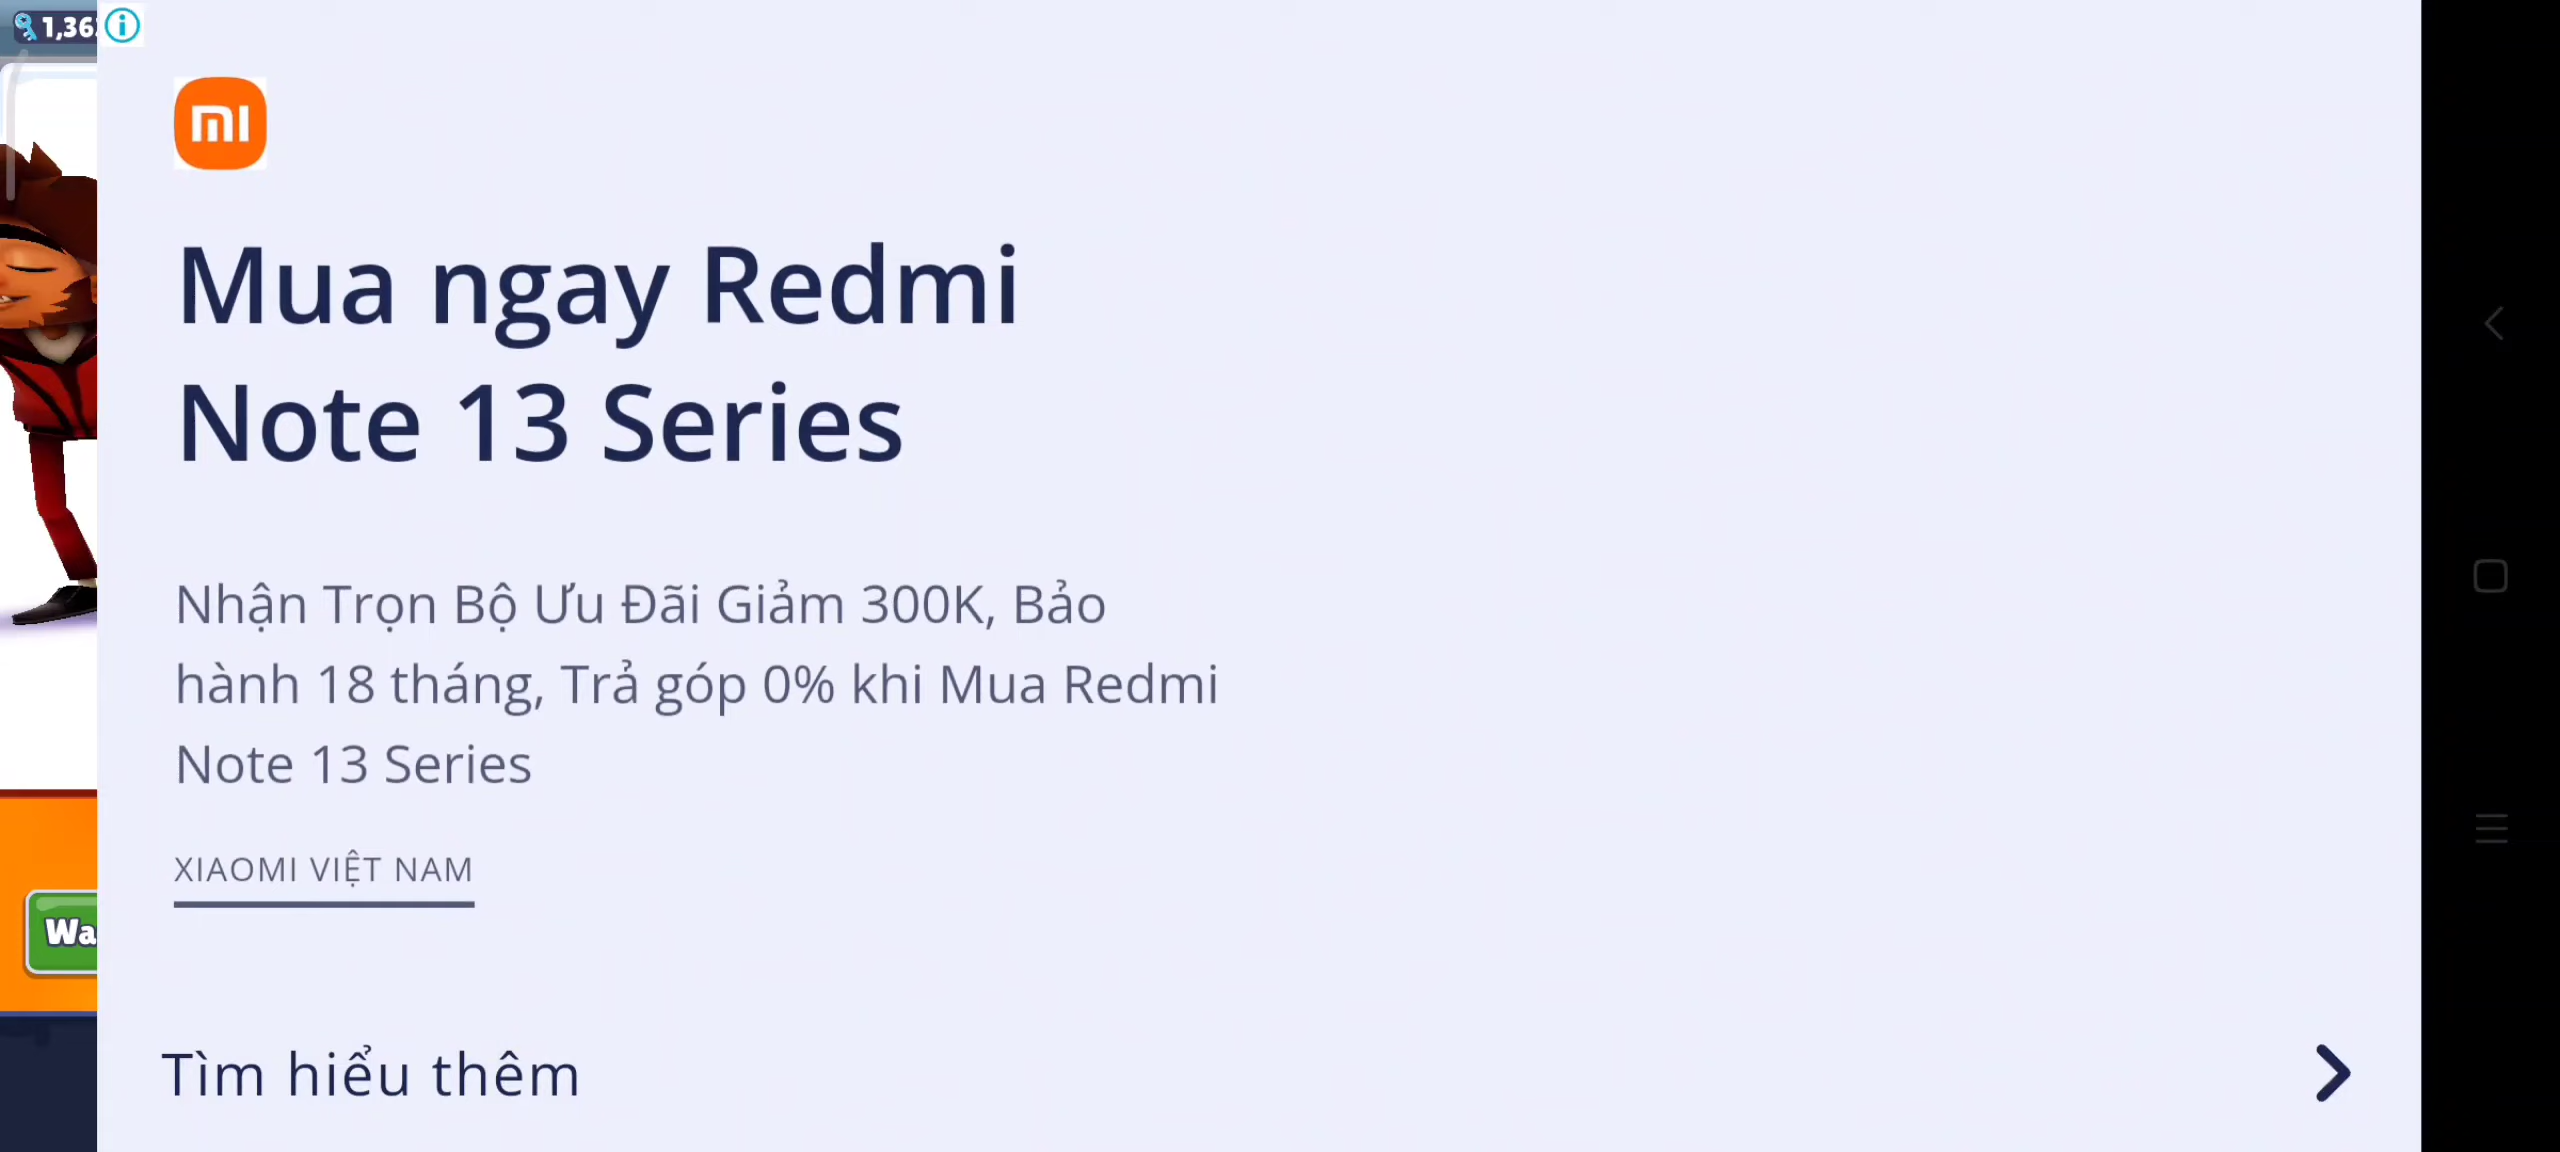 1,36
mi
Mua ngay Redmi
Note 13 Series
Nhận Trọn Bộ Ưu Đãi Giảm 300K, Bảo
hành 18 tháng, Trả góp 0% khi Mua Redmi
Note 13 Series
XIAOMI VIỆT NAM
Wa
Tìm hiểu thêm